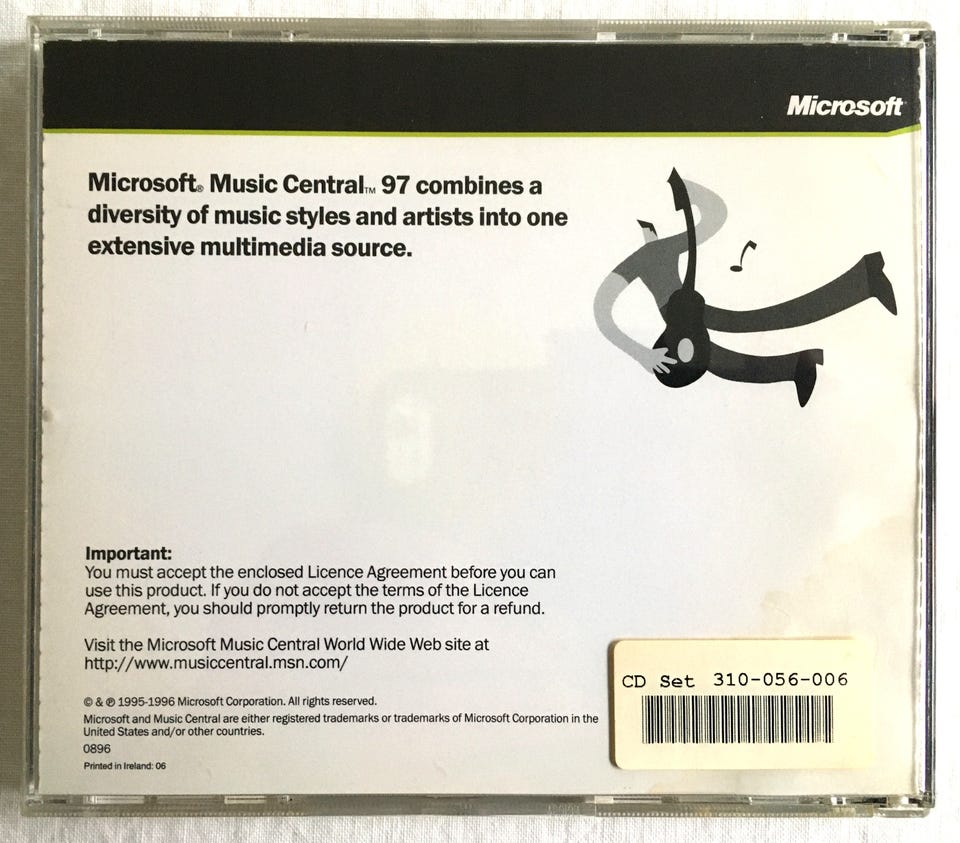 Microsoft
Microsoft® Music Central™ 97 combines a
diversity of music styles and artists into one
extensive multimedia source.
Important:
You must accept the enclosed Licence Agreement before you can
use this product. If you do not accept the terms of the Licence
Agreement, you should promptly return the product for a refund.
Visit the Microsoft Music Central World Wide Web site at
http://www.musiccentral.msn.com/
© & ℗ 1995-1996 Microsoft Corporation. All rights reserved.
Microsoft and Music Central are either registered trademarks or trademarks of Microsoft Corporation in the
United States and/or other countries.
0896
Printed in Ireland: 06
CD Set 310-056-006